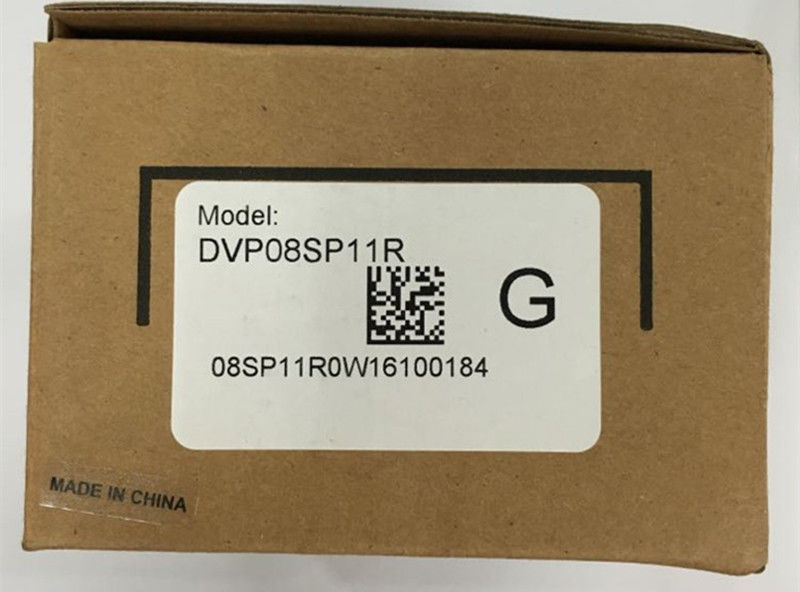 Model:
DVP08SP11R
G
08SP11R0W16100184
MADE IN CHINA